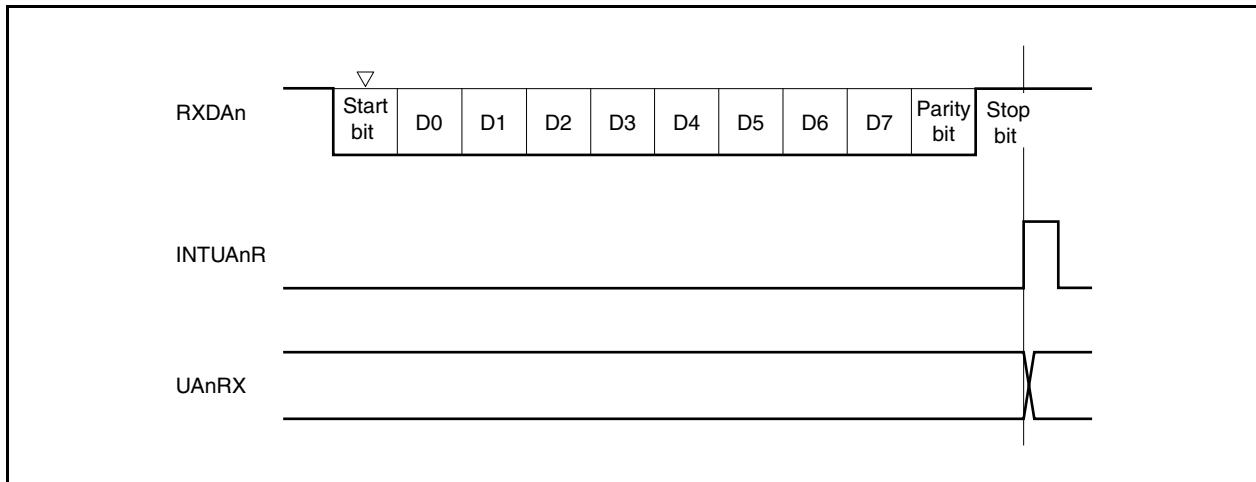 RXDAn
Start
bit
D0
D1
D2
D3
D4
D5
D6
D7
Parity
bit
Stop
bit
INTUAnR
UAnRX